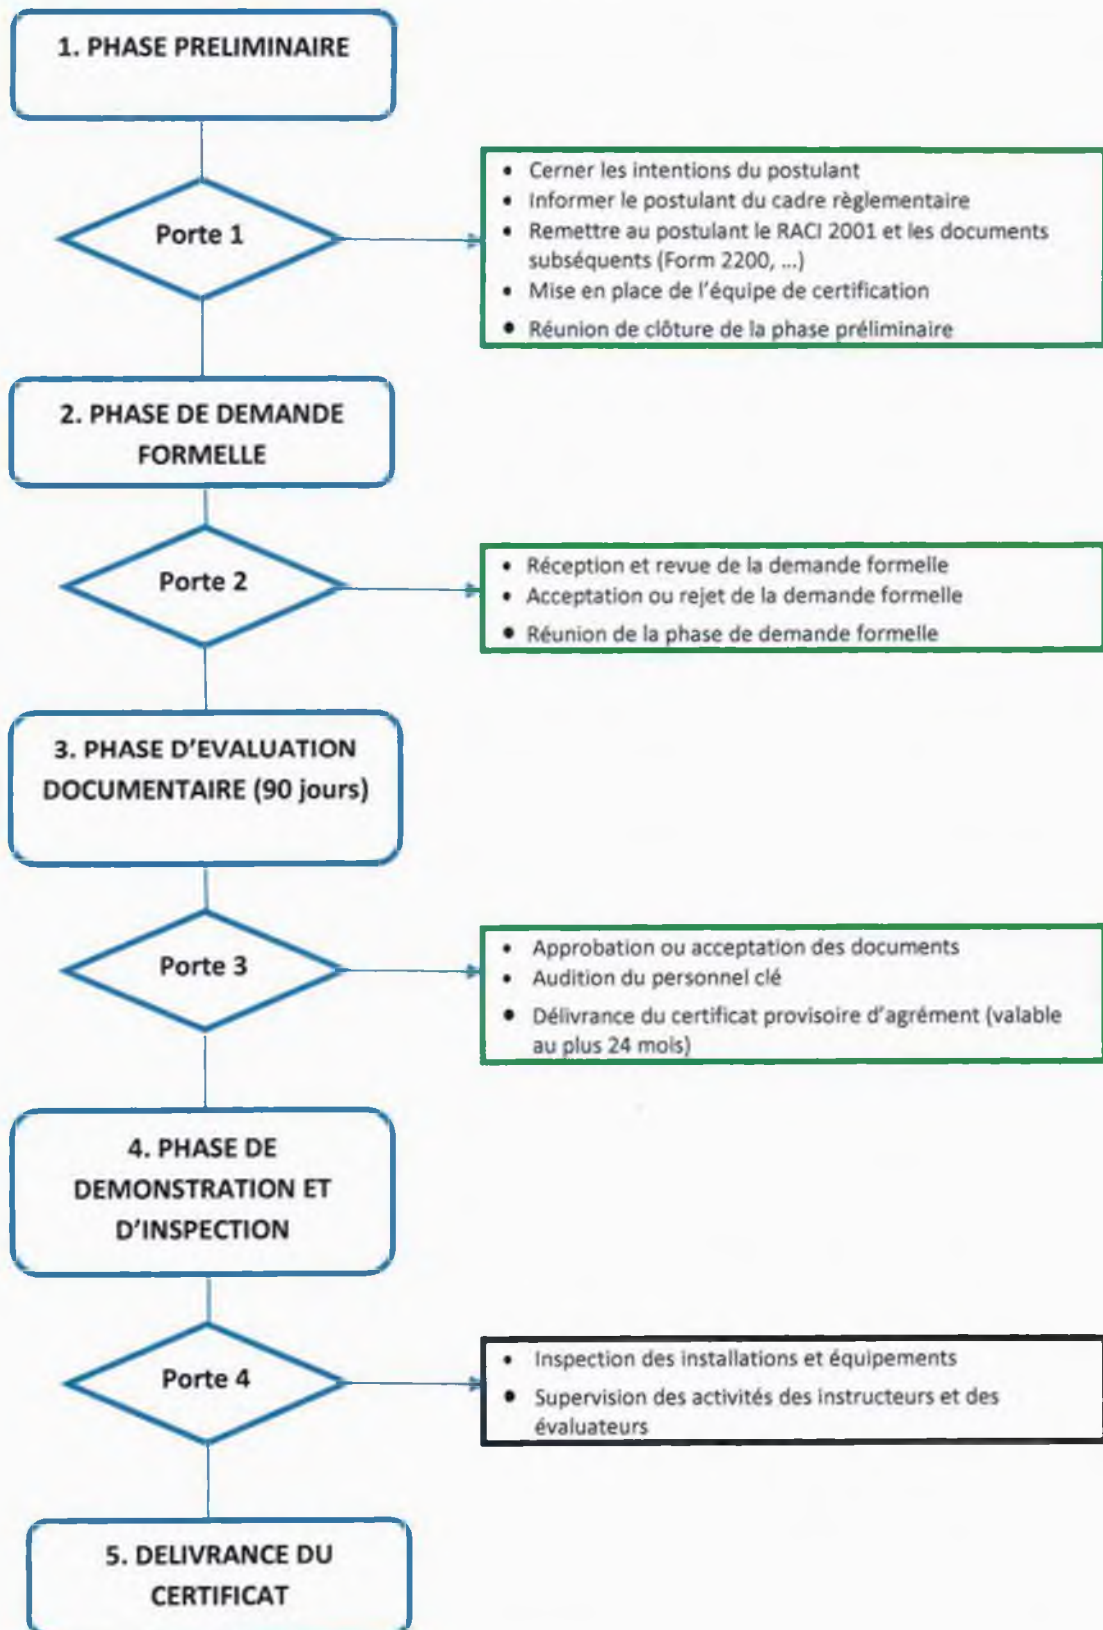 1. PHASE PRELIMINAIRE
Porte 1
• Cerner les intentions du postulant
• Informer le postulant du cadre règlementaire
• Remettre au postulant le RACI 2001 et les documents
subséquents (Form 2200, ...)
• Mise en place de l'équipe de certification
• Réunion de clôture de la phase préliminaire
2. PHASE DE DEMANDE
FORMELLE
Porte 2
• Réception et revue de la demande formelle
• Acceptation ou rejet de la demande formelle
• Réunion de la phase de demande formelle
3. PHASE D'EVALUATION
DOCUMENTAIRE (90 jours)
Porte 3
• Approbation ou acceptation des documents
• Audition du personnel clé
• Délivrance du certificat provisoire d'agrément (valable
au plus 24 mois)
4. PHASE DE
DEMONSTRATION ET
D'INSPECTION
Porte 4
• Inspection des installations et équipements
• Supervision des activités des instructeurs et des
évaluateurs
5. DELIVRANCE DU
CERTIFICAT